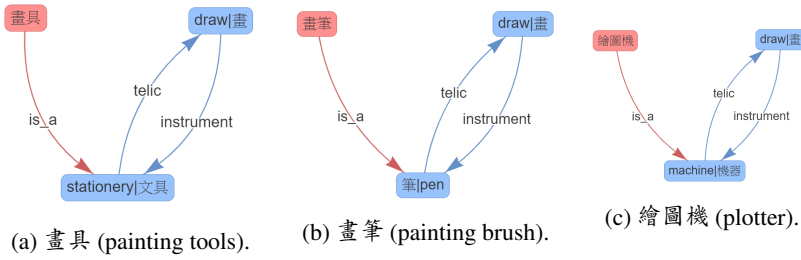 畫具
draw|畫
telic
is_a
instrument
stationery|文具
(a) 畫具 (painting tools).
畫筆
draw|畫
telic
is_a
instrument
筆|pen
(b) 畫筆 (painting brush).
繪圖機
draw|畫
telic
is_a
instrument
machine|機器
(c) 繪圖機 (plotter).